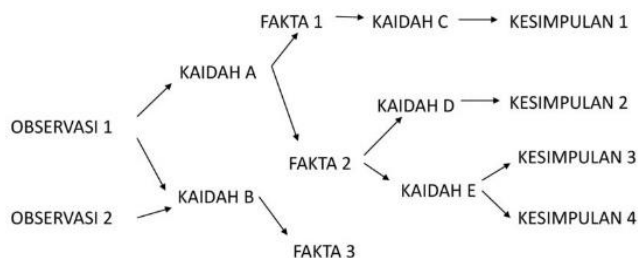 FAKTA 1 KAIDAH C KESIMPULAN 1
KAIDAH A
KAIDAH D KESIMPULAN 2
OBSERVASI 1
FAKTA 2 KESIMPULAN 3
KAIDAH E
KAIDAH B
OBSERVASI 2 KESIMPULAN 4
FAKTA 3